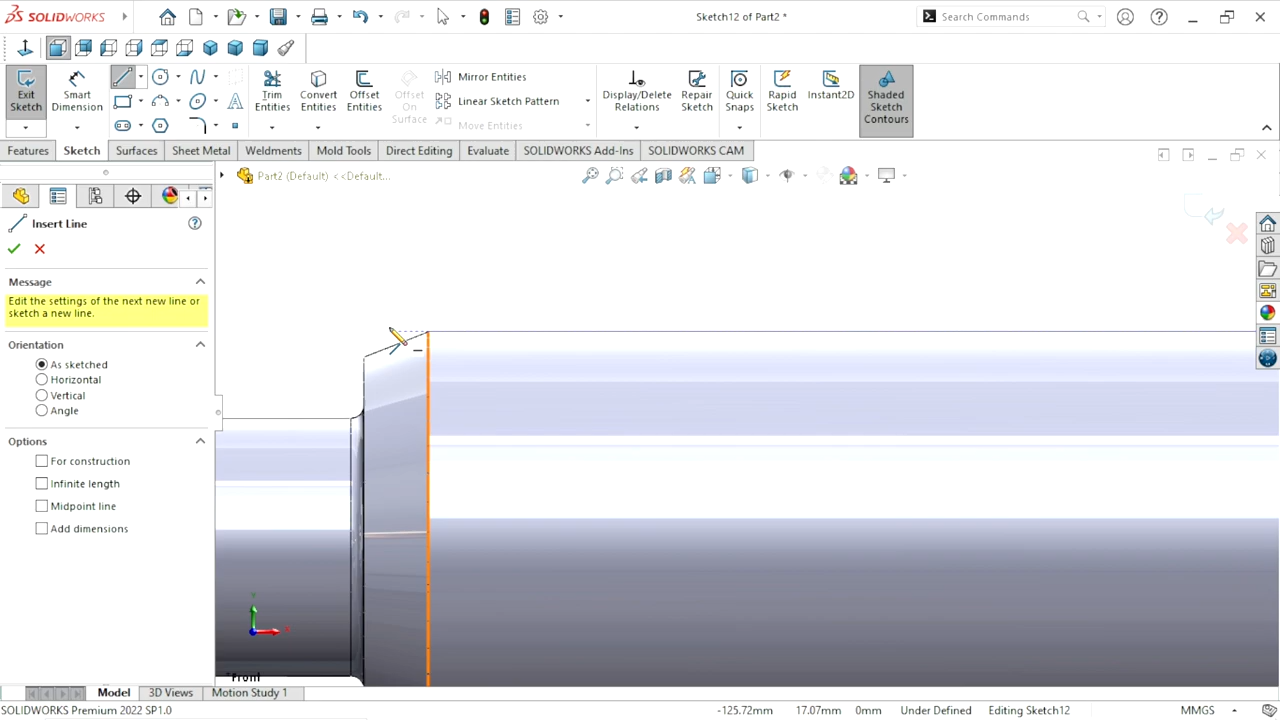 SOLIDWORKS
Sketch12 of Part2 *
Search Commands
Exit Sketch
Smart Dimension
Trim Entities
Convert Entities
Offset Entities
Offset On Surface
Mirror Entities
Linear Sketch Pattern
Move Entities
Display/Delete Relations
Repair Sketch
Quick Snaps
Rapid Sketch
Instant2D
Shaded Sketch Contours
Features
Sketch
Surfaces
Sheet Metal
Weldments
Mold Tools
Direct Editing
Evaluate
SOLIDWORKS Add-Ins
SOLIDWORKS CAM
Part2 (Default) <<Default...
Insert Line
Message
Edit the settings of the next new line or
sketch a new line.
Orientation
As sketched
Horizontal
Vertical
Angle
Options
For construction
Infinite length
Midpoint line
Add dimensions
*Front
Model
3D Views
Motion Study 1
SOLIDWORKS Premium 2022 SP1.0
-125.72mm 17.07mm 0mm Under Defined Editing Sketch12 MMGS